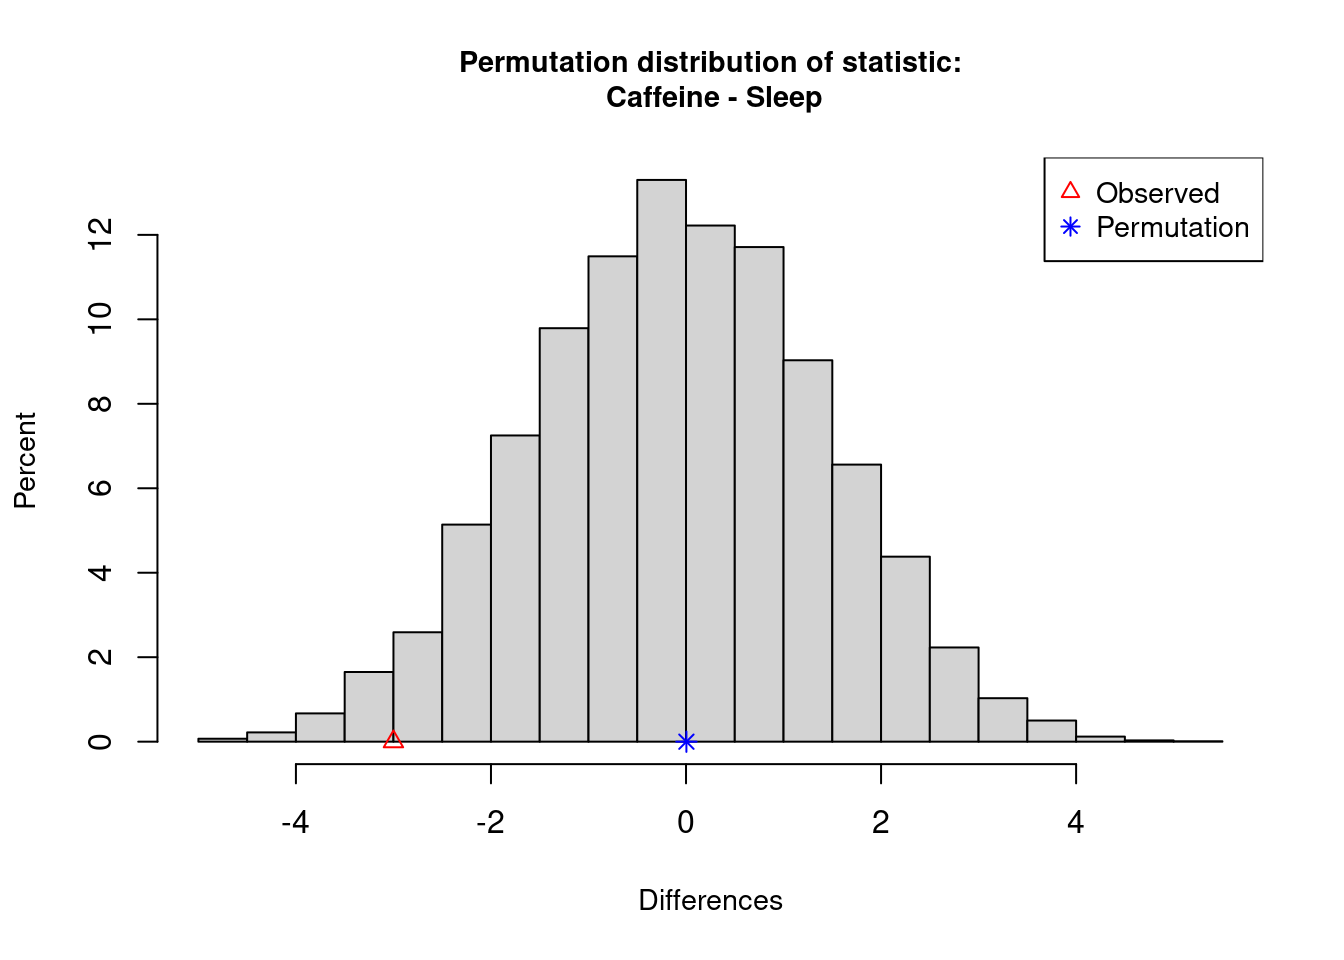 Permutation distribution of statistic:
Caffeine - Sleep
Observed
Permutation
12
10
8
6
4
2
0
Percent
-4 -2 0 2 4
Differences